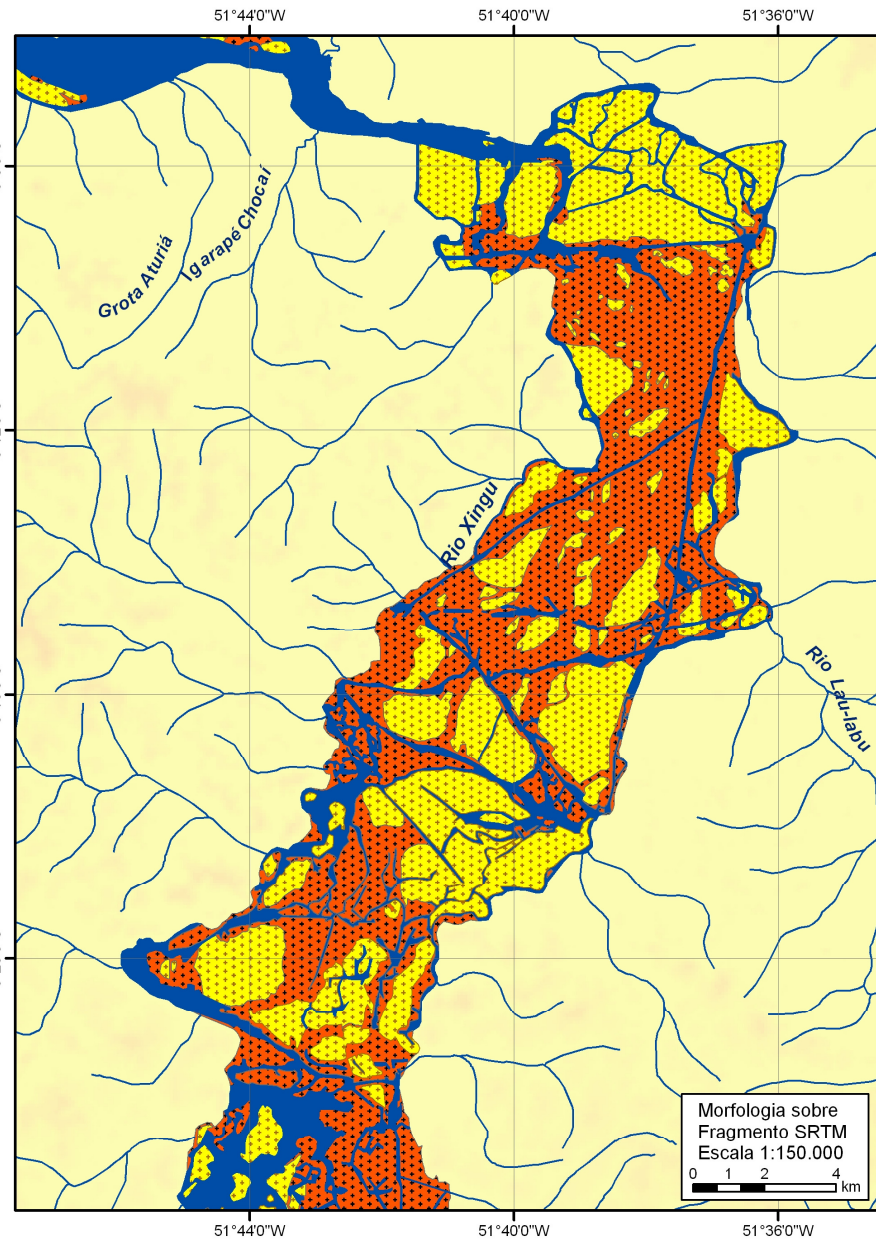 51°44'0"W 51°40'0"W 51°36'0"W
Igarapé Chocaí
Grota Aturiá
Rio Xingu
Rio Lau-labu
Morfologia sobre
Fragmento SRTM
Escala 1:150.000
0 1 2 4
km
51°44'0"W 51°40'0"W 51°36'0"W